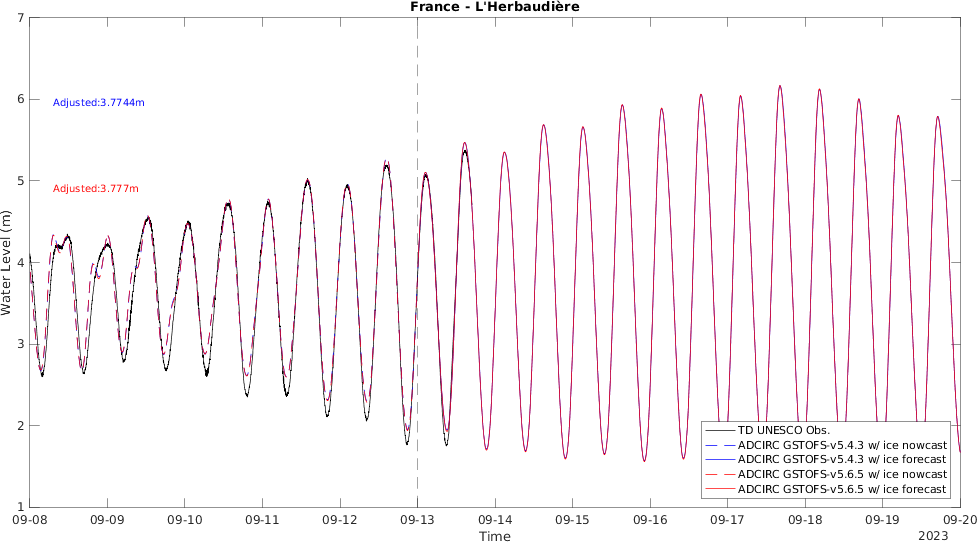 France - L'Herbaudière
7
6
5
4
3
2
1
Water Level (m)
Adjusted:3.7744m
Adjusted:3.777m
TD UNESCO Obs.
ADCIRC GSTOFS-v5.4.3 w/ ice nowcast
ADCIRC GSTOFS-v5.4.3 w/ ice forecast
ADCIRC GSTOFS-v5.6.5 w/ ice nowcast
ADCIRC GSTOFS-v5.6.5 w/ ice forecast
09-08 09-09 09-10 09-11 09-12 09-13 09-14 09-15 09-16 09-17 09-18 09-19 09-20
Time
2023